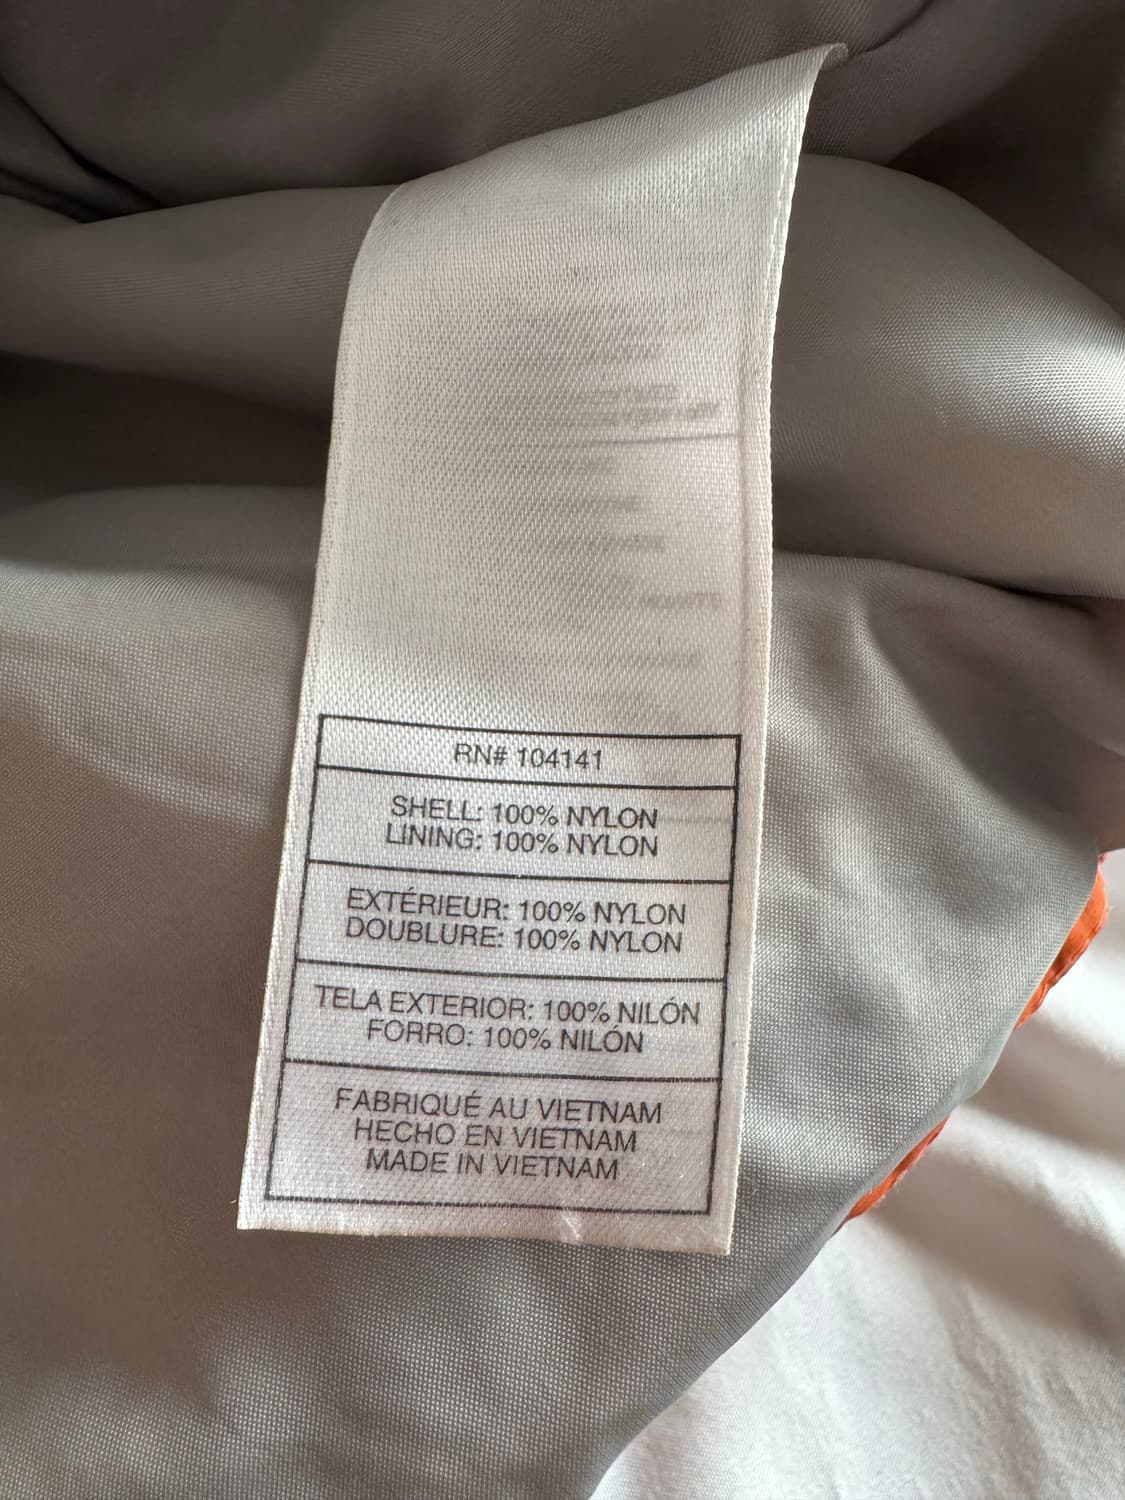 RN# 104141
SHELL: 100% NYLON
LINING: 100% NYLON
EXTÉRIEUR: 100% NYLON
DOUBLURE: 100% NYLON
TELA EXTERIOR: 100% NILÓN
FORRO: 100% NILÓN
FABRIQUÉ AU VIETNAM
HECHO EN VIETNAM
MADE IN VIETNAM